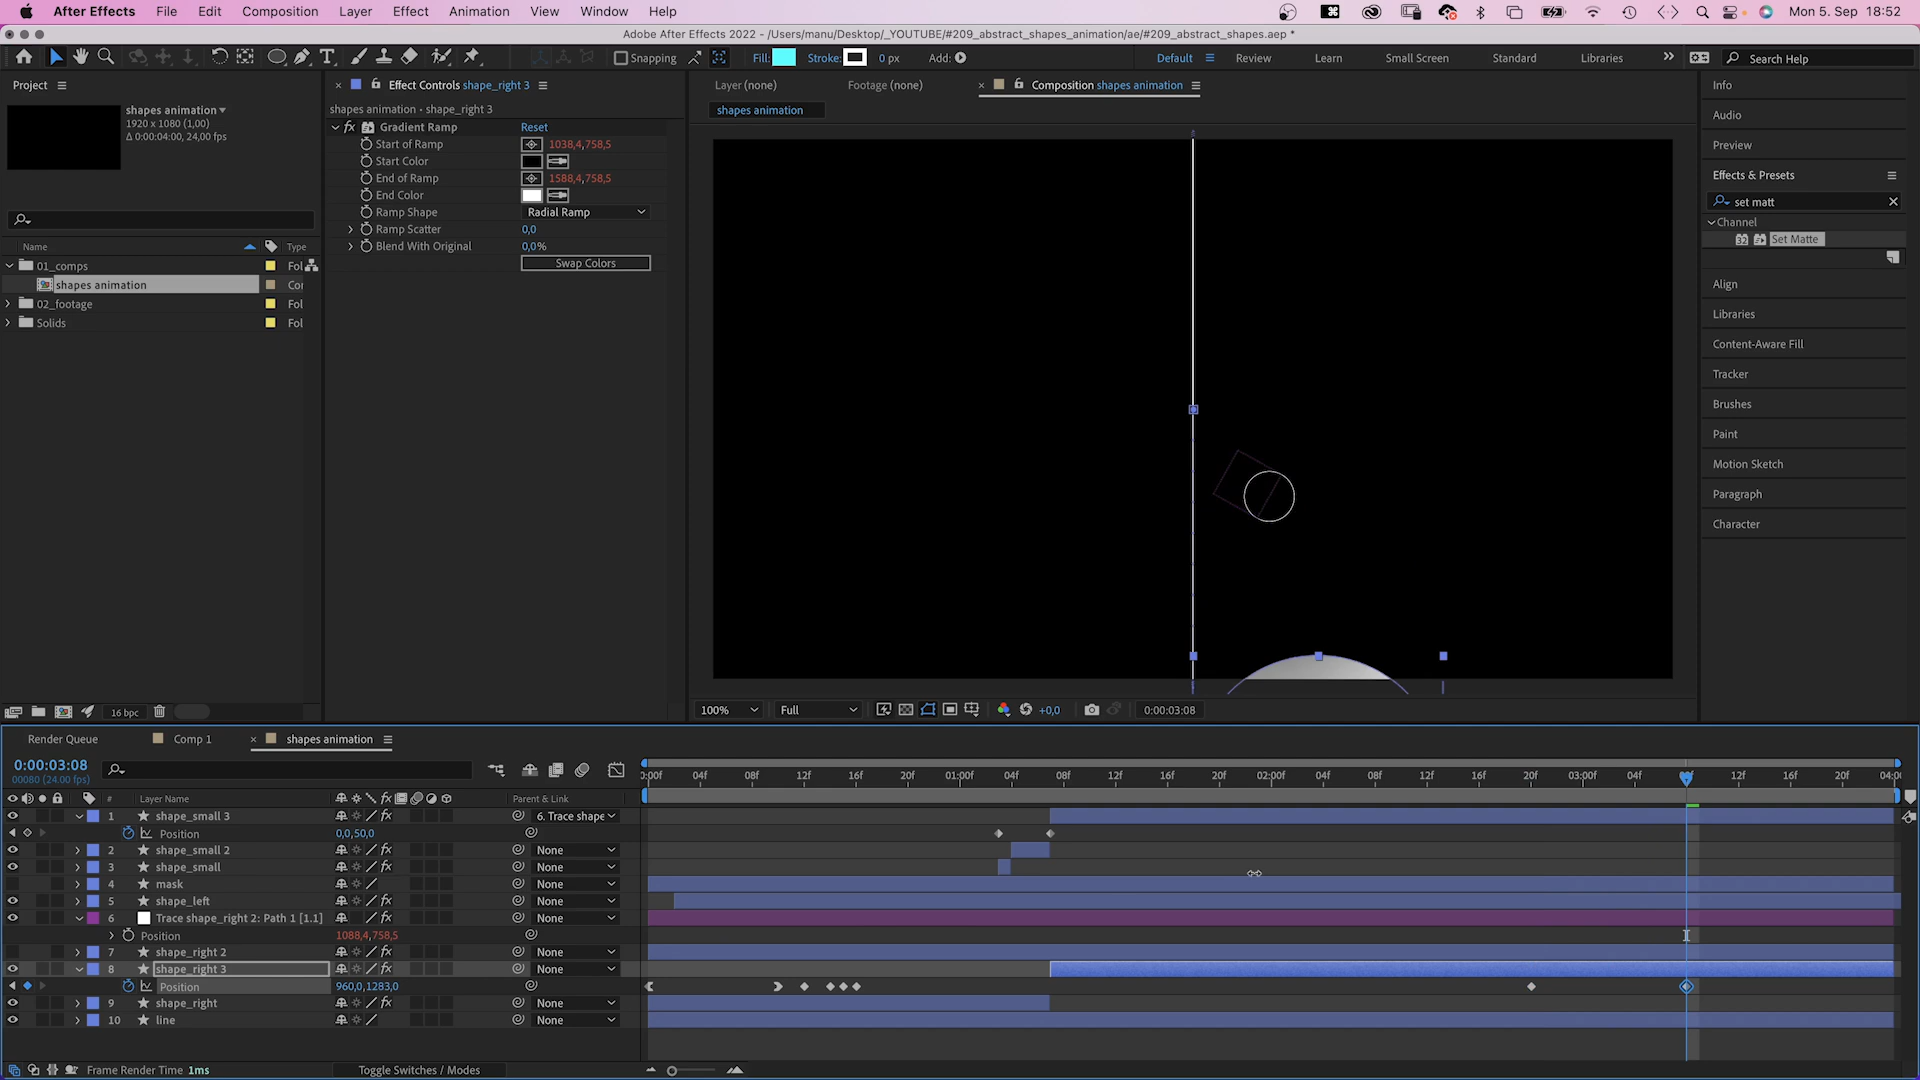 After Effects File Edit Composition Layer Effect Animation View Window Help Mon 5. Sep 18:52
Adobe After Effects 2022 - /Users/manu/Desktop/_YOUTUBE/#209_abstract_shapes_animation/ae/#209_abstract_shapes.aep *
Snapping Fill: Stroke: 0 px Add: Default Review Learn Small Screen Standard Libraries Search Help
Project Effect Controls shape_right 3 Layer (none) Footage (none) Composition shapes animation Info
shapes animation
1920 x 1080 (1,00)
Δ 0:00:04:00, 24,00 fps
shapes animation • shape_right 3
shapes animation
Gradient Ramp Reset
Start of Ramp 1038,4,758,5
Start Color
End of Ramp 1588,4,758,5
End Color
Ramp Shape Radial Ramp
Ramp Scatter 0,0
Blend With Original 0,0%
Swap Colors
Audio
Preview
Effects & Presets
set matt
Channel
32 Set Matte
Align
Libraries
Content-Aware Fill
Tracker
Brushes
Paint
Motion Sketch
Paragraph
Character
Name Type
01_comps Fol
shapes animation Cor
02_footage Fol
Solids Fol
16 bpc
100% Full +0,0 0:00:03:08
Render Queue Comp 1 shapes animation
0:00:03:08
00080 (24.00 fps)
0:00f 04f 08f 12f 16f 20f 01:00f 04f 08f 12f 16f 20f 02:00f 04f 08f 12f 16f 20f 03:00f 04f 12f 16f 20f 04:0
# Layer Name fx Parent & Link
1 shape_small 3 fx 6. Trace shape
Position 0,0,50,0
2 shape_small 2 fx None
3 shape_small fx None
4 mask None
5 shape_left fx None
6 Trace shape_right 2: Path 1 [1.1] fx None
Position 1088,4,758,5
7 shape_right 2 fx None
8 shape_right 3 fx None
Position 960,0,1283,0
9 shape_right fx None
10 line None
Frame Render Time 1ms Toggle Switches / Modes